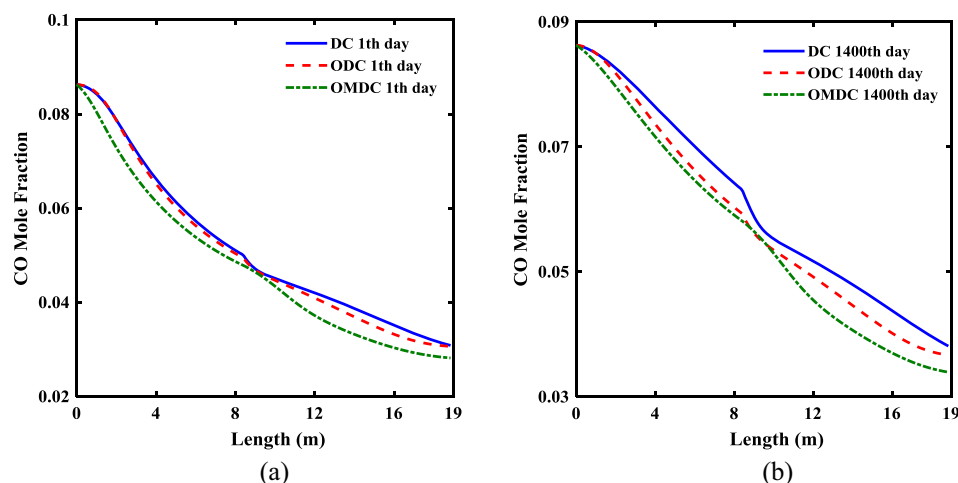 0.1
0.08
0.06
0.04
0.02
CO Mole Fraction
DC 1th day
ODC 1th day
OMDC 1th day
0
4
8
12
16
19
Length (m)
(a)
0.09
0.07
0.05
0.03
CO Mole Fraction
DC 1400th day
ODC 1400th day
OMDC 1400th day
0
4
8
12
16
19
Length (m)
(b)